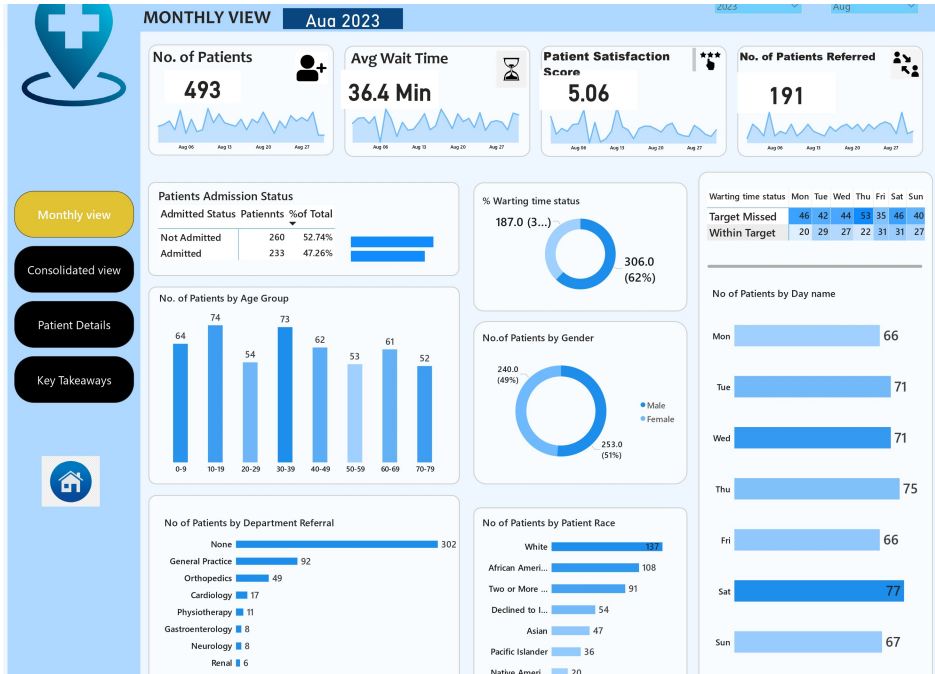 2023
Aug
MONTHLY VIEW
Aug 2023
No. of Patients
493
Aug 06 Aug 13 Aug 20 Aug 27
Avg Wait Time
36.4 Min
Aug 06 Aug 13 Aug 20 Aug 27
Patient Satisfaction
Score
5.06
Aug 06 Aug 13 Aug 20 Aug 27
No. of Patients Referred
191
Aug 06 Aug 13 Aug 20 Aug 27
Monthly view
Consolidated view
Patient Details
Key Takeaways
Patients Admission Status
Admitted Status Patiennts %of Total
Not Admitted 260 52.74%
Admitted 233 47.26%
% Warting time status
187.0 (3...)
306.0
(62%)
Warting time status Mon Tue Wed Thu Fri Sat Sun
Target Missed 46 42 44 53 35 46 40
Within Target 20 29 27 22 31 31 27
No. of Patients by Age Group
64
74
54
73
62
53
61
52
0-9 10-19 20-29 30-39 40-49 50-59 60-69 70-79
No.of Patients by Gender
240.0
(49%)
Male
Female
253.0
(51%)
No of Patients by Day name
Mon 66
Tue 71
Wed 71
Thu 75
Fri 66
Sat 77
Sun 67
No of Patients by Department Referral
None 302
General Practice 92
Orthopedics 49
Cardiology 17
Physiotherapy 11
Gastroenterology 8
Neurology 8
Renal 6
No of Patients by Patient Race
White 137
African Ameri... 108
Two or More ... 91
Declined to I... 54
Asian 47
Pacific Islander 36
Native Ameri... 20